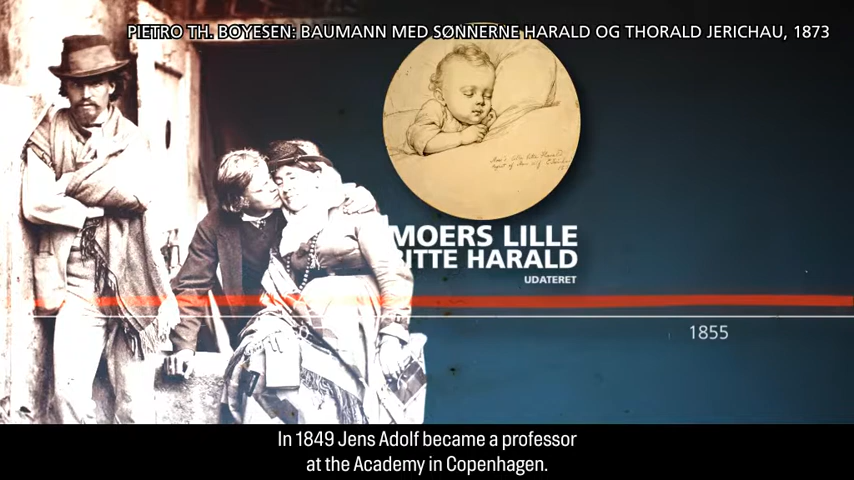 PIETRO TH. BOYESEN: BAUMANN MED SØNNERNE HARALD OG THORALD JERICHAU, 1873
MOERS LILLE
BITTE HARALD
UDATERET
1855
In 1849 Jens Adolf became a professor
at the Academy in Copenhagen.